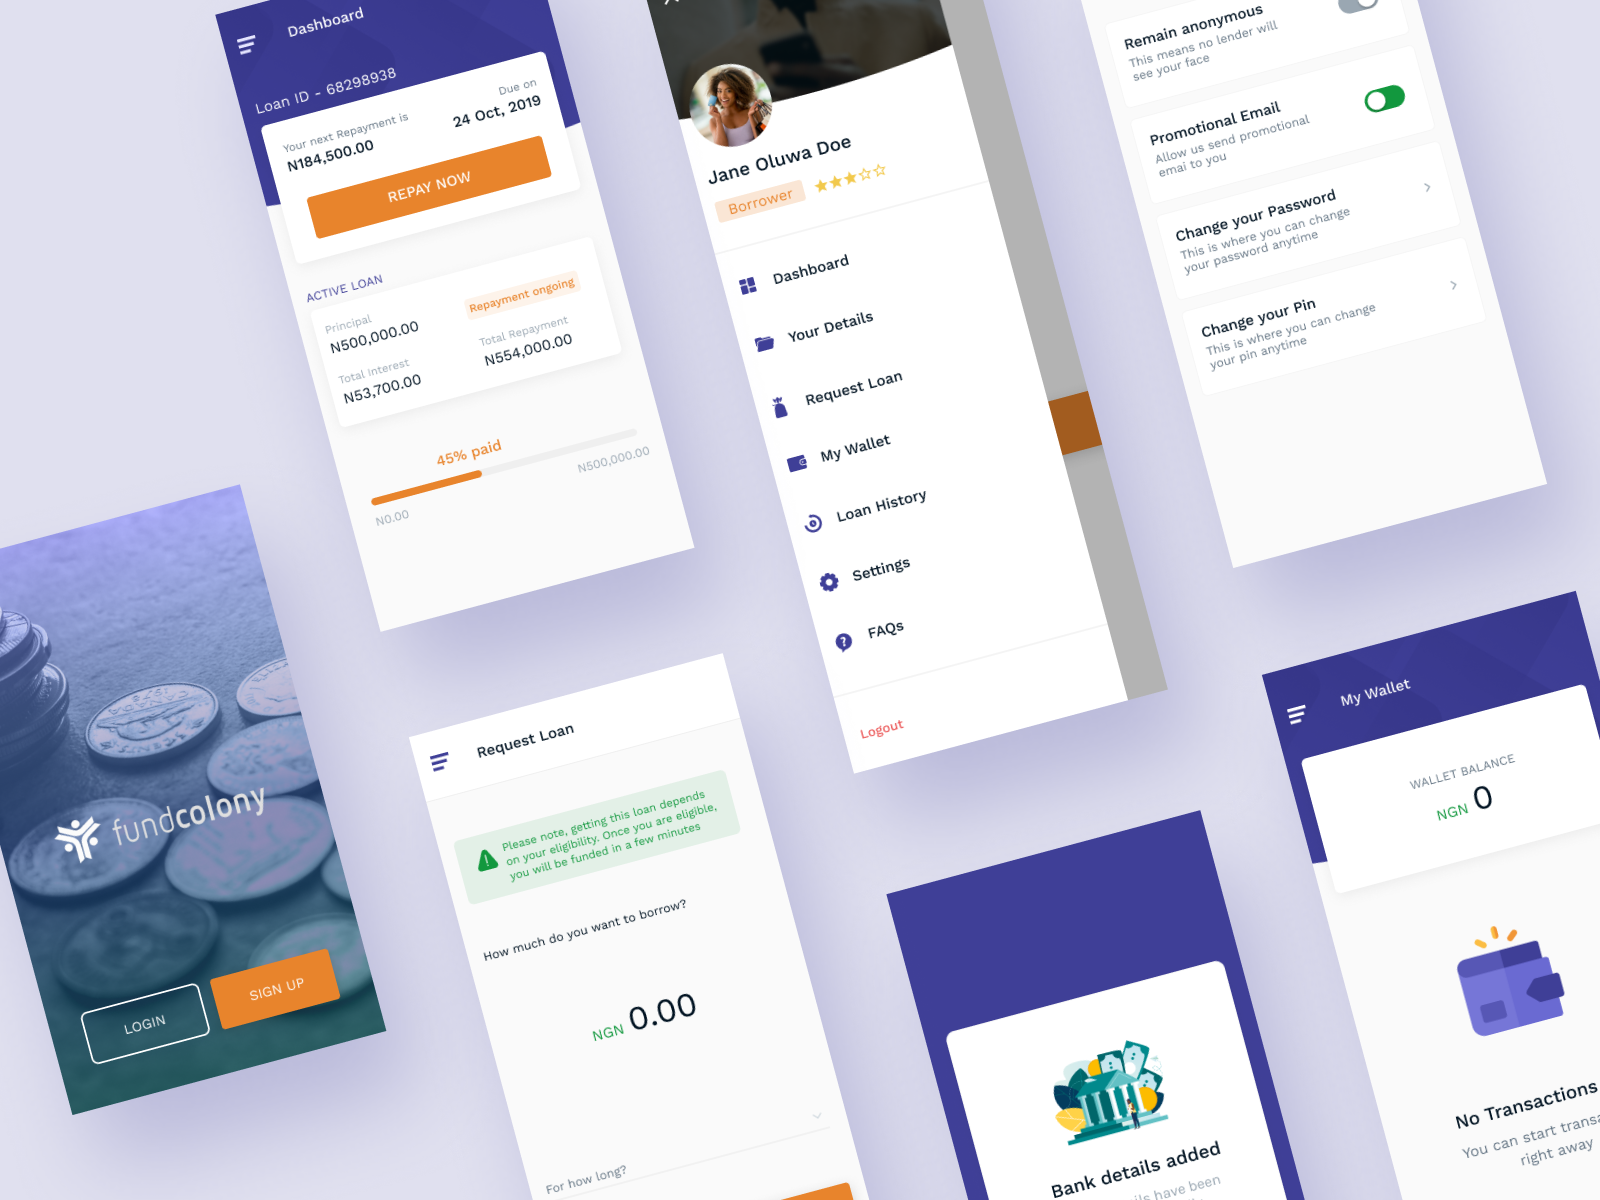 Dashboard
Loan ID - 68298938
Your next Repayment is
N184,500.00
Due on
24 Oct, 2019
REPAY NOW
ACTIVE LOAN
Principal
N500,000.00
Repayment ongoing
Total Interest
N53,700.00
Total Repayment
N554,000.00
45% paid
N0.00
N500,000.00
Jane Oluwa Doe
Borrower
Dashboard
Your Details
Request Loan
My Wallet
Loan History
Settings
FAQs
Logout
Remain anonymous
This means no lender will
see your face
Promotional Email
Allow us send promotional
emai to you
Change your Password
This is where you can change
your password anytime
Change your Pin
This is where you can change
your pin anytime
fundcolony
LOGIN
SIGN UP
Request Loan
Please note, getting this loan depends
on your eligibility. Once you are eligible,
you will be funded in a few minutes
How much do you want to borrow?
NGN 0.00
For how long?
Bank details added
ils have been
My Wallet
WALLET BALANCE
NGN 0
No Transactions
You can start transa
right away